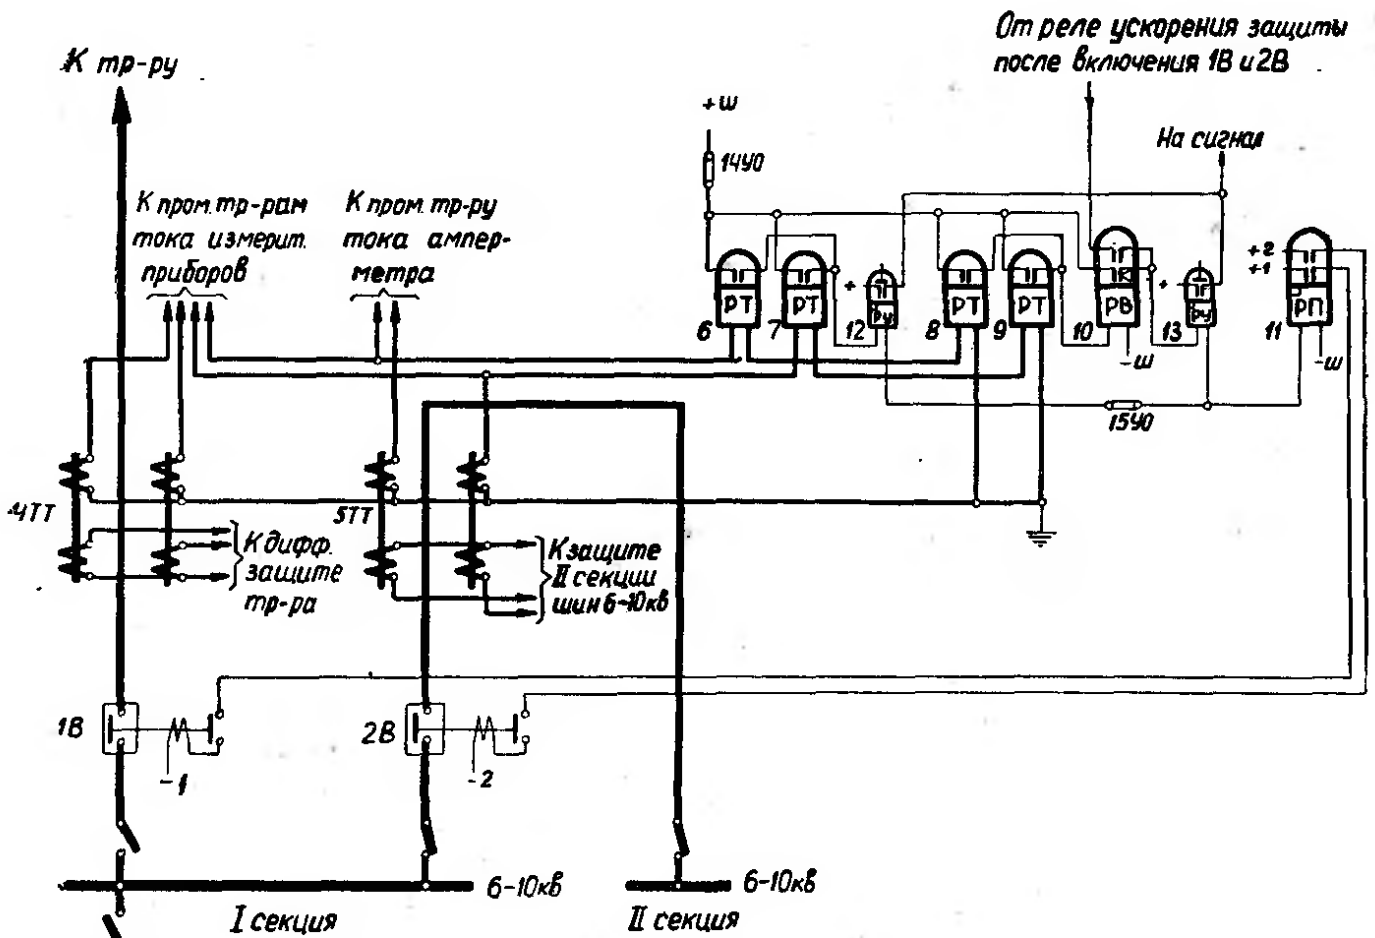 От реле ускорения защиты
после включения 1В и 2В
К тр-ру
+ш
На сигнал
1ЧУО
К пром. тр-рам
тока измерит.
приборов
К пром. тр-ру
тока ампер-
метра
+2
+1
+
+
РТ
РТ
РУ
РТ
РТ
РВ
РУ
РП
6
7
12
8
9
10
13
11
-ш
-ш
15УО
4ТТ
5ТТ
К дифф.
защите
тр-ра
К защите
II секции
шин 6-10кв
1В
2В
-1
-2
6-10кв
6-10кв
I секция
II секция